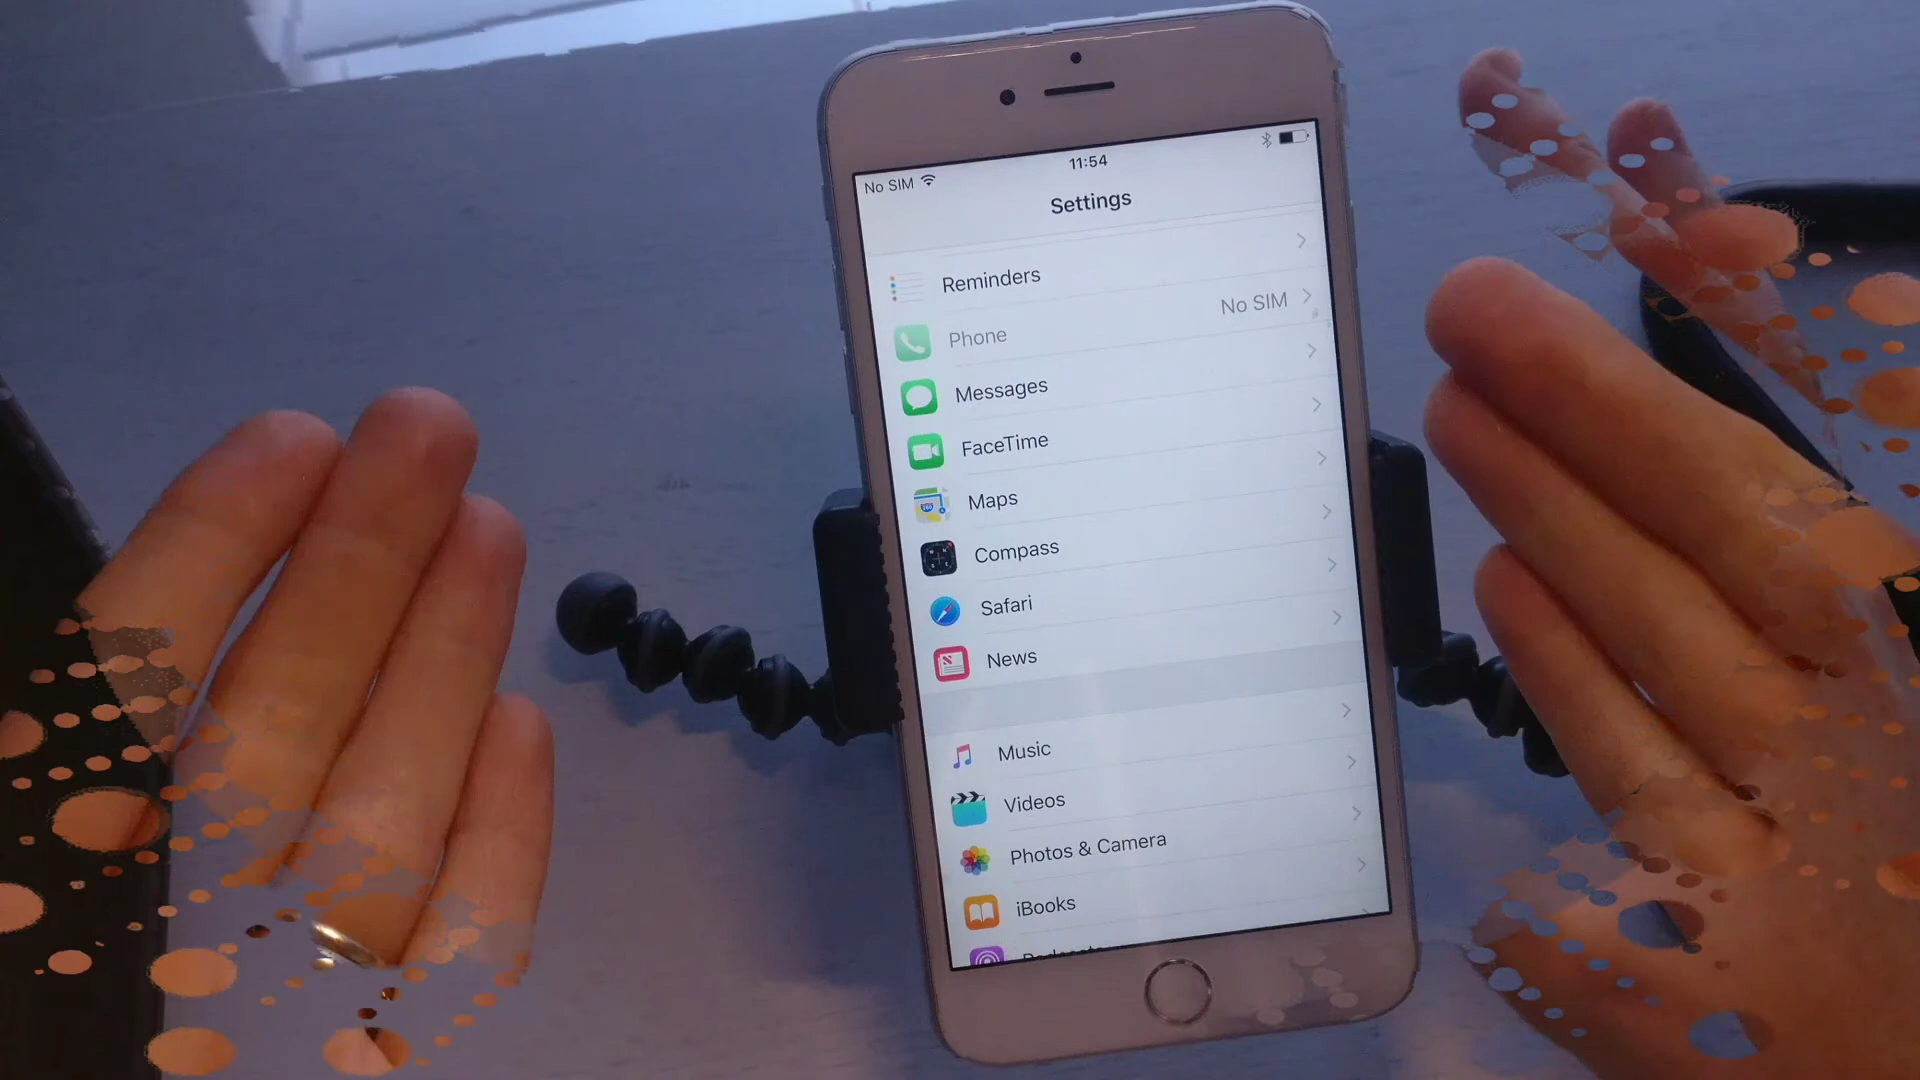 No SIM
11:54
Settings
Reminders
Phone No SIM
Messages
FaceTime
Maps
Compass
Safari
News
Music
Videos
Photos & Camera
iBooks